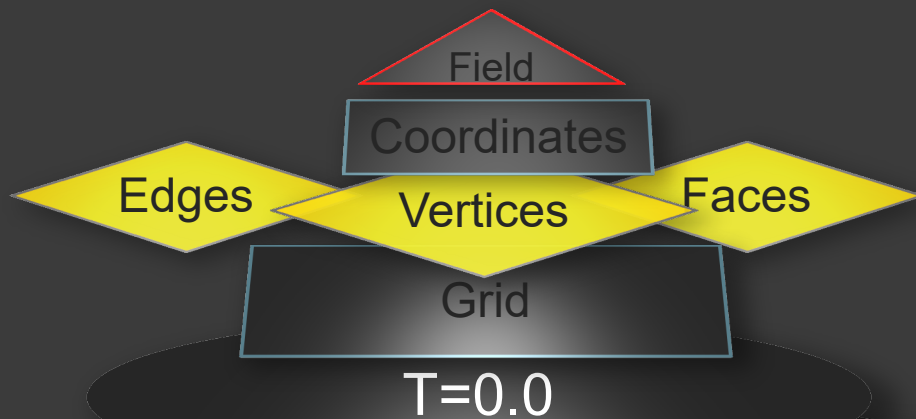 Field
Coordinates
Edges
Vertices
Faces
Grid
T=0.0